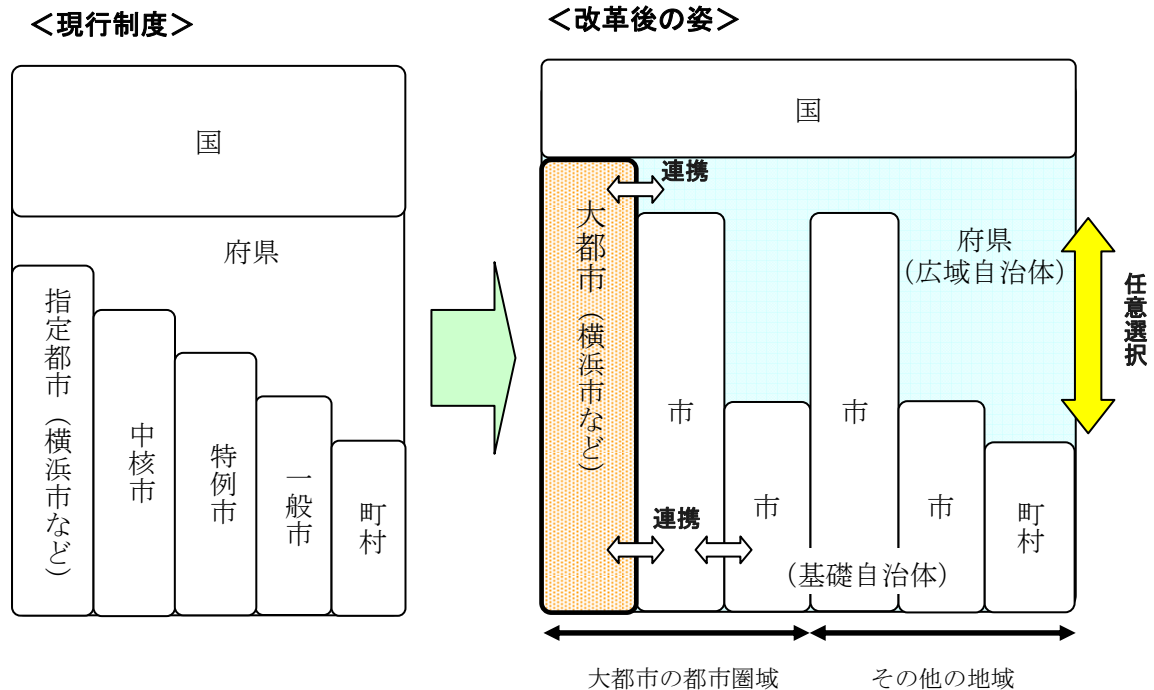 ＜現行制度＞
国
府県
指定都市（横浜市など）
中核市
特例市
一般市
町村
＜改革後の姿＞
国
連携
大都市（横浜市など）
府県
（広域自治体）
任意選択
市
市
市
市
町村
連携
（基礎自治体）
大都市の都市圏域
その他の地域